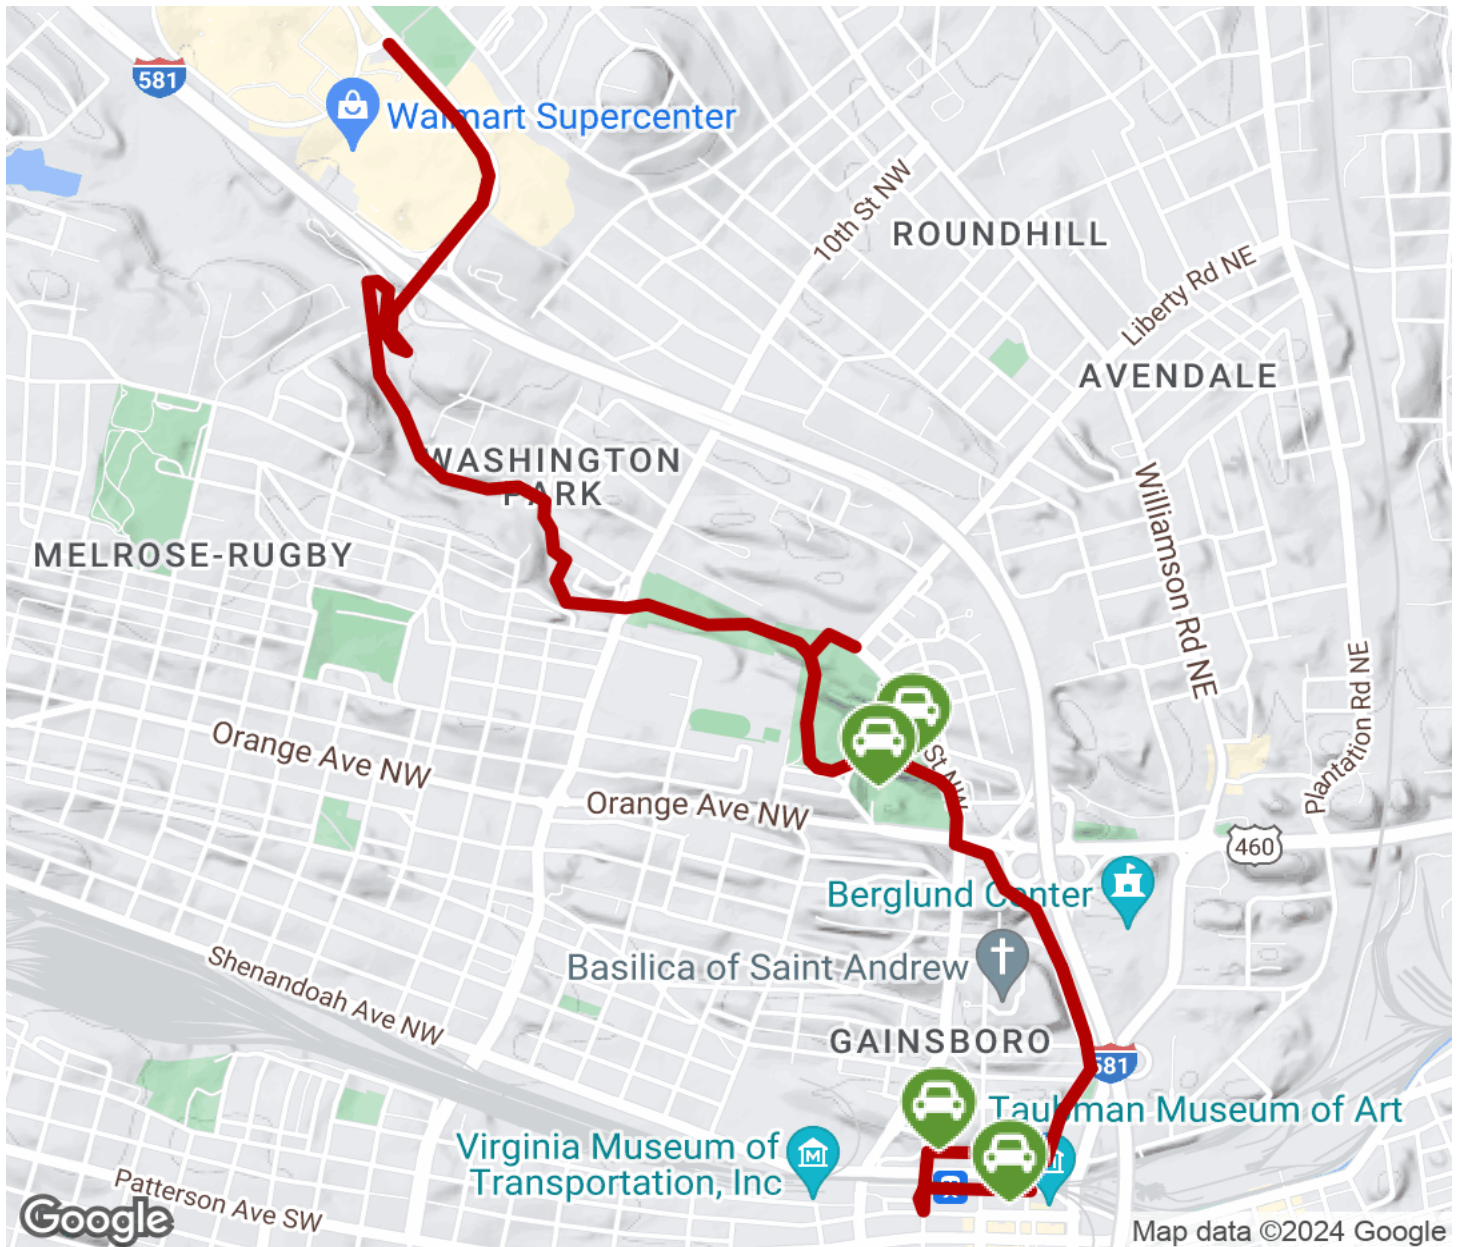 581
Walmart Supercenter
10th St NW
ROUNDHILL
Liberty Rd NE
AVENDALE
WASHINGTON
PARK
MELROSE-RUGBY
Williamson Rd NE
Plantation Rd NE
St NW
Orange Ave NW
Orange Ave NW
460
Berglund Center
Basilica of Saint Andrew
Shenandoah Ave NW
GAINSBORO
581
Taubman Museum of Art
Virginia Museum of
Transportation, Inc
M
Patterson Ave SW
Google
Map data ©2024 Google